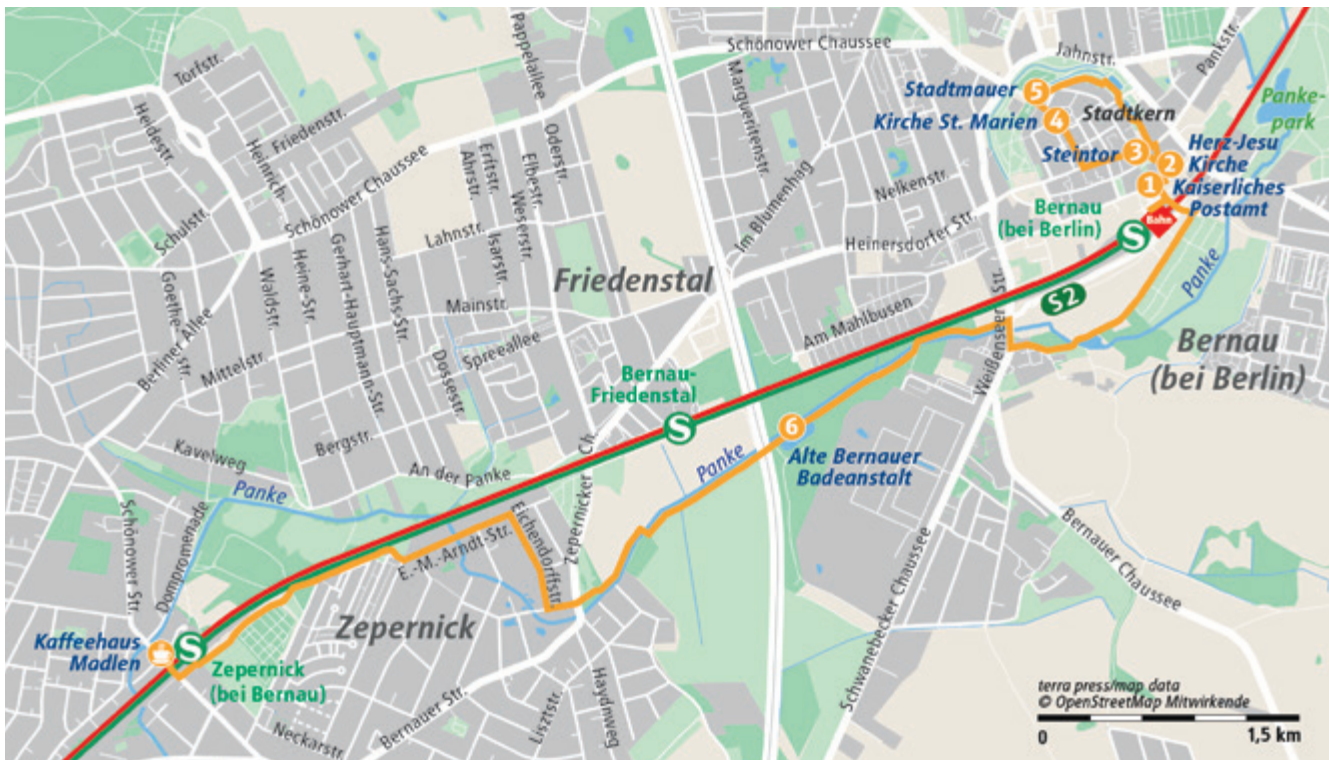 Schönower Chaussee
Jahnstr.
Pankstr.
Pappelallee
Torfstr.
Heidestr.
Friedenstr.
Heinrich-
Heine-Str
Schönower Chaussee
Ahrstr.
Erftstr.
Elbestr.
Oderstr.
Weserstr.
Isarstr.
Margueritenstr.
Im Blumenhag
Nelkenstr.
Heinersdorfer Str.
Stadtmauer
5
Kirche St. Marien
4
Stadtkern
Steintor
3
2
Herz-Jesu
Kirche
1
Kaiserliches
Postamt
Panke-
park
Bahn
Bernau
(bei Berlin)
S
S2
Panke
Bernau
(bei Berlin)
Schulstr.
Goethe-
str.
Waldstr.
Gerhart-Hauptmann-Str.
Hans-Sachs-Str.
Lahnstr.
Mainstr.
Spreeallee
Dossestr.
Berliner Allee
Mittelstr.
Bergstr.
Friedenstal
Am Mahlbusen
Weißenseer Str.
Bernau-
Friedenstal
S
6
Alte Bernauer
Badeanstalt
Panke
Kavelweg
Panke
An der Panke
Schönower Str.
Dompromenade
E.-M.-Arndt-Str.
Eichendorffstr.
Zepernicker Ch.
Bernauer Chaussee
Schwanebecker Chaussee
Zepernick
Kaffeehaus
Madlen
S
Zepernick
(bei Bernau)
Neckarstr.
Bernauer Str.
Lisztstr.
Haydnweg
terra press/map data
© OpenStreetMap Mitwirkende
0
1,5 km